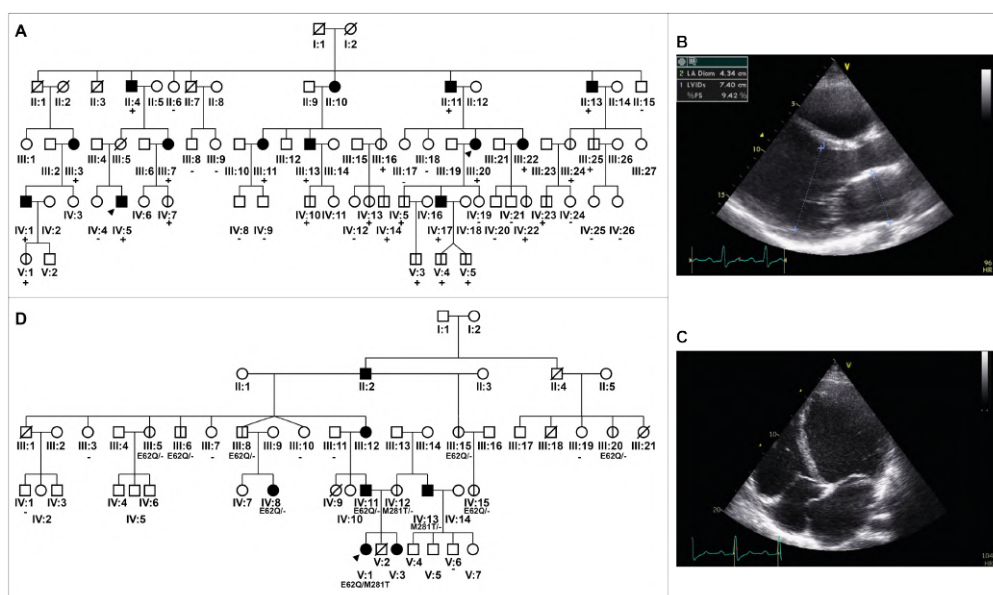 A
I:1 I:2
II:1 II:2 II:3 II:4 II:5 II:6 II:7 II:8 II:9 II:10 II:11 II:12 II:13 II:14 II:15
+ - + + -
III:1 III:2 III:3 III:4 III:5 III:6 III:7 III:8 III:9 III:10 III:11 III:12 III:13 III:14 III:15 III:16 III:17 III:18 III:19 III:20 III:21 III:22 III:23 III:24 III:25 III:26 III:27
IV:1 IV:2 IV:3 IV:4 IV:5 IV:6 IV:7 IV:8 IV:9 IV:10 IV:11 IV:12 IV:13 IV:14 IV:5 IV:16 IV:17 IV:18 IV:19 IV:20 IV:21 IV:22 IV:23 IV:24 IV:25 IV:26
V:1 V:2 V:3 V:4 V:5
+ + + +
B
2 LA Diam 4.34 cm
1 LVIDs 7.40 cm
%FS 9.42 %
V
5
10
15
HR
D
I:1 I:2
II:1 II:2 II:3 II:4 II:5
III:1 III:2 III:3 III:4 III:5 III:6 III:7 III:8 III:9 III:10 III:11 III:12 III:13 III:14 III:15 III:16 III:17 III:18 III:19 III:20 III:21
- E62Q/- E62Q/- - E62Q/- - E62Q/- - E62Q/-
IV:1 IV:2 IV:3 IV:4 IV:5 IV:6 IV:7 IV:8 IV:9 IV:10 IV:11 IV:12 IV:13 IV:14 IV:15
- E62Q/- E62Q/- M281T/- M281T/- E62Q/-
V:1 V:2 V:3 V:4 V:5 V:6 V:7
E62Q/M281T -
C
V
10
20
104
HR